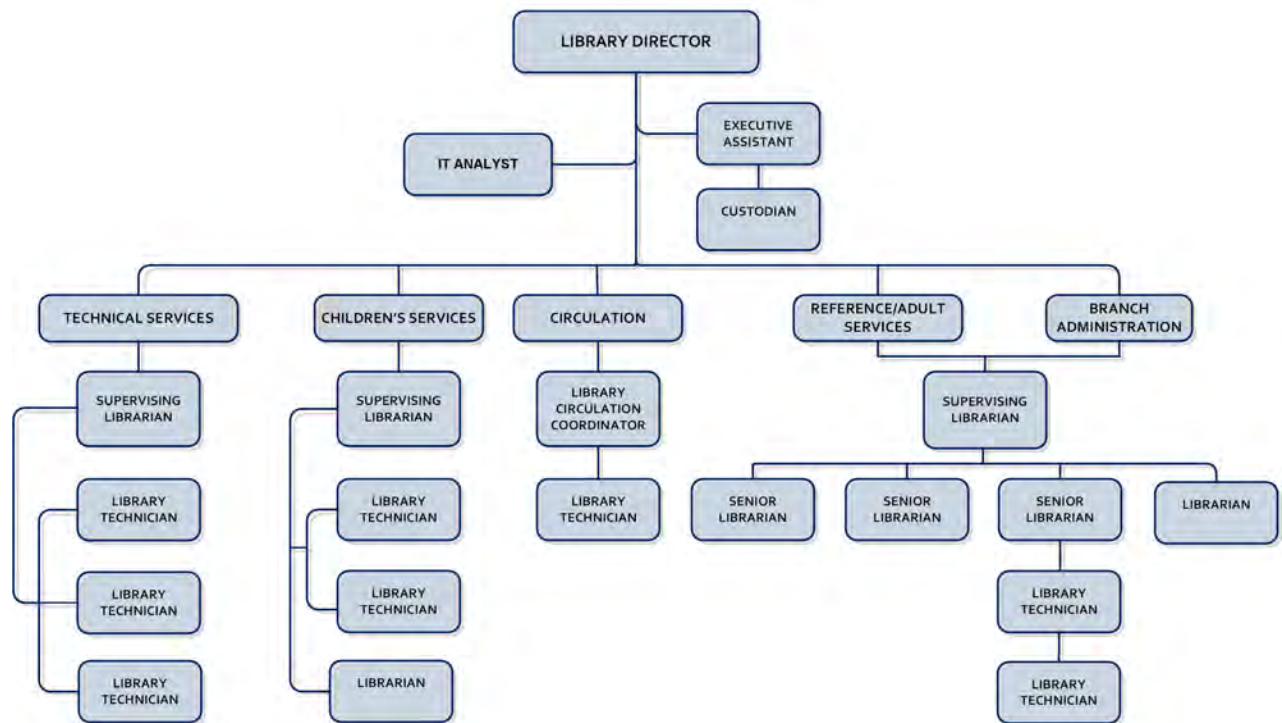 LIBRARY DIRECTOR
EXECUTIVE
ASSISTANT
IT ANALYST
CUSTODIAN
TECHNICAL SERVICES
CHILDREN'S SERVICES
CIRCULATION
REFERENCE/ADULT
SERVICES
BRANCH
ADMINISTRATION
SUPERVISING
LIBRARIAN
LIBRARY
TECHNICIAN
LIBRARY
TECHNICIAN
LIBRARY
TECHNICIAN
SUPERVISING
LIBRARIAN
LIBRARY
TECHNICIAN
LIBRARY
TECHNICIAN
LIBRARIAN
LIBRARY
CIRCULATION
COORDINATOR
LIBRARY
TECHNICIAN
SUPERVISING
LIBRARIAN
SENIOR
LIBRARIAN
SENIOR
LIBRARIAN
SENIOR
LIBRARIAN
LIBRARIAN
LIBRARY
TECHNICIAN
LIBRARY
TECHNICIAN